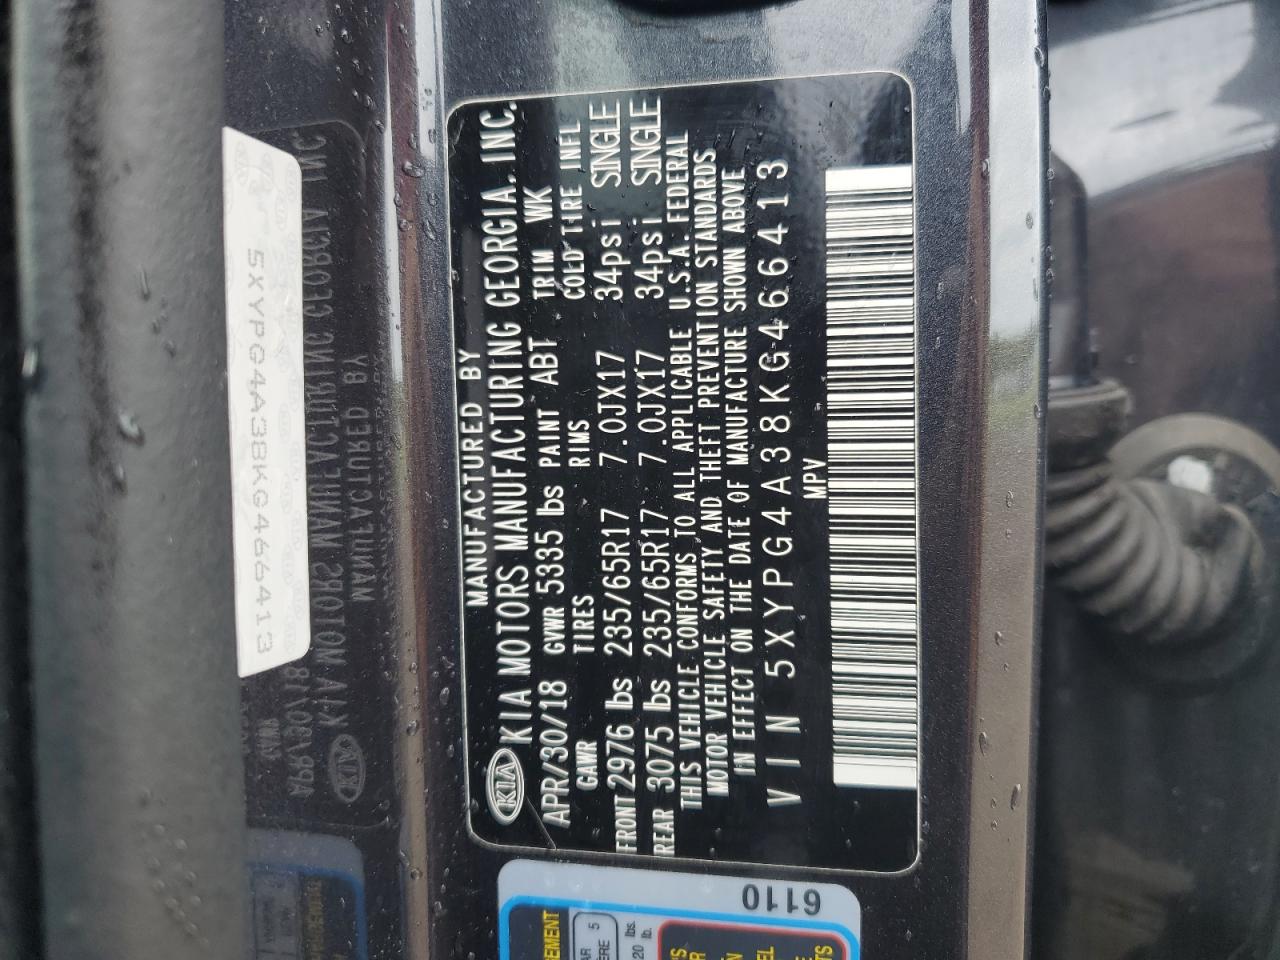 MANUFACTURED BY
KIA KIA MOTORS MANUFACTURING GEORGIA, INC.
APR/30/18 GVWR 5335 lbs PAINT ABT TRIM WK
GAWR TIRES RIMS COLD TIRE INFL
FRONT 2976 lbs 235/65R17 7.0JX17 34psi SINGLE
REAR 3075 lbs 235/65R17 7.0JX17 34psi SINGLE
THIS VEHICLE CONFORMS TO ALL APPLICABLE U.S.A. FEDERAL
MOTOR VEHICLE SAFETY AND THEFT PREVENTION STANDARDS
IN EFFECT ON THE DATE OF MANUFACTURE SHOWN ABOVE
VIN 5XYPG4A38KG466413
MPV
5XYPG4A38KG466413
6110